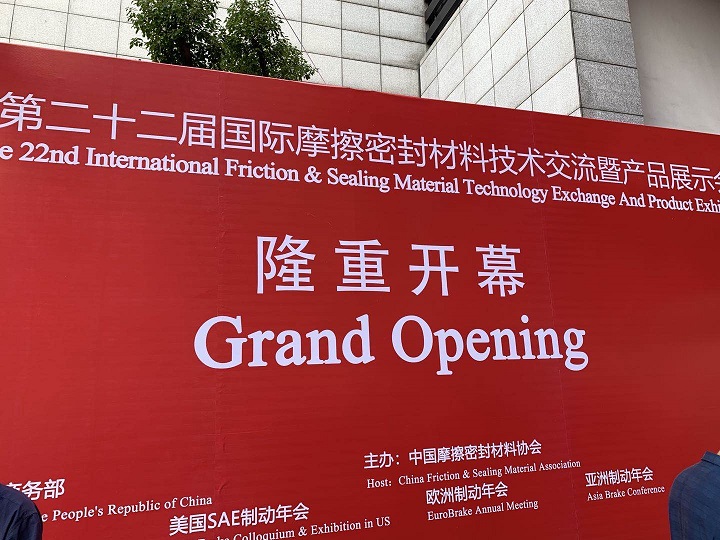 第二十二届国际摩擦密封材料技术交流暨产品展示会
e 22nd International Friction & Sealing Material Technology Exchange And Product Exhi
隆重开幕
Grand Opening
主办：中国摩擦密封材料协会
Host: China Friction & Sealing Material Association
商务部
e People's Republic of China
美国SAE制动年会
Colloquium & Exhibition in US
欧洲制动年会
EuroBrake Annual Meeting
亚洲制动年会
Asia Brake Conference